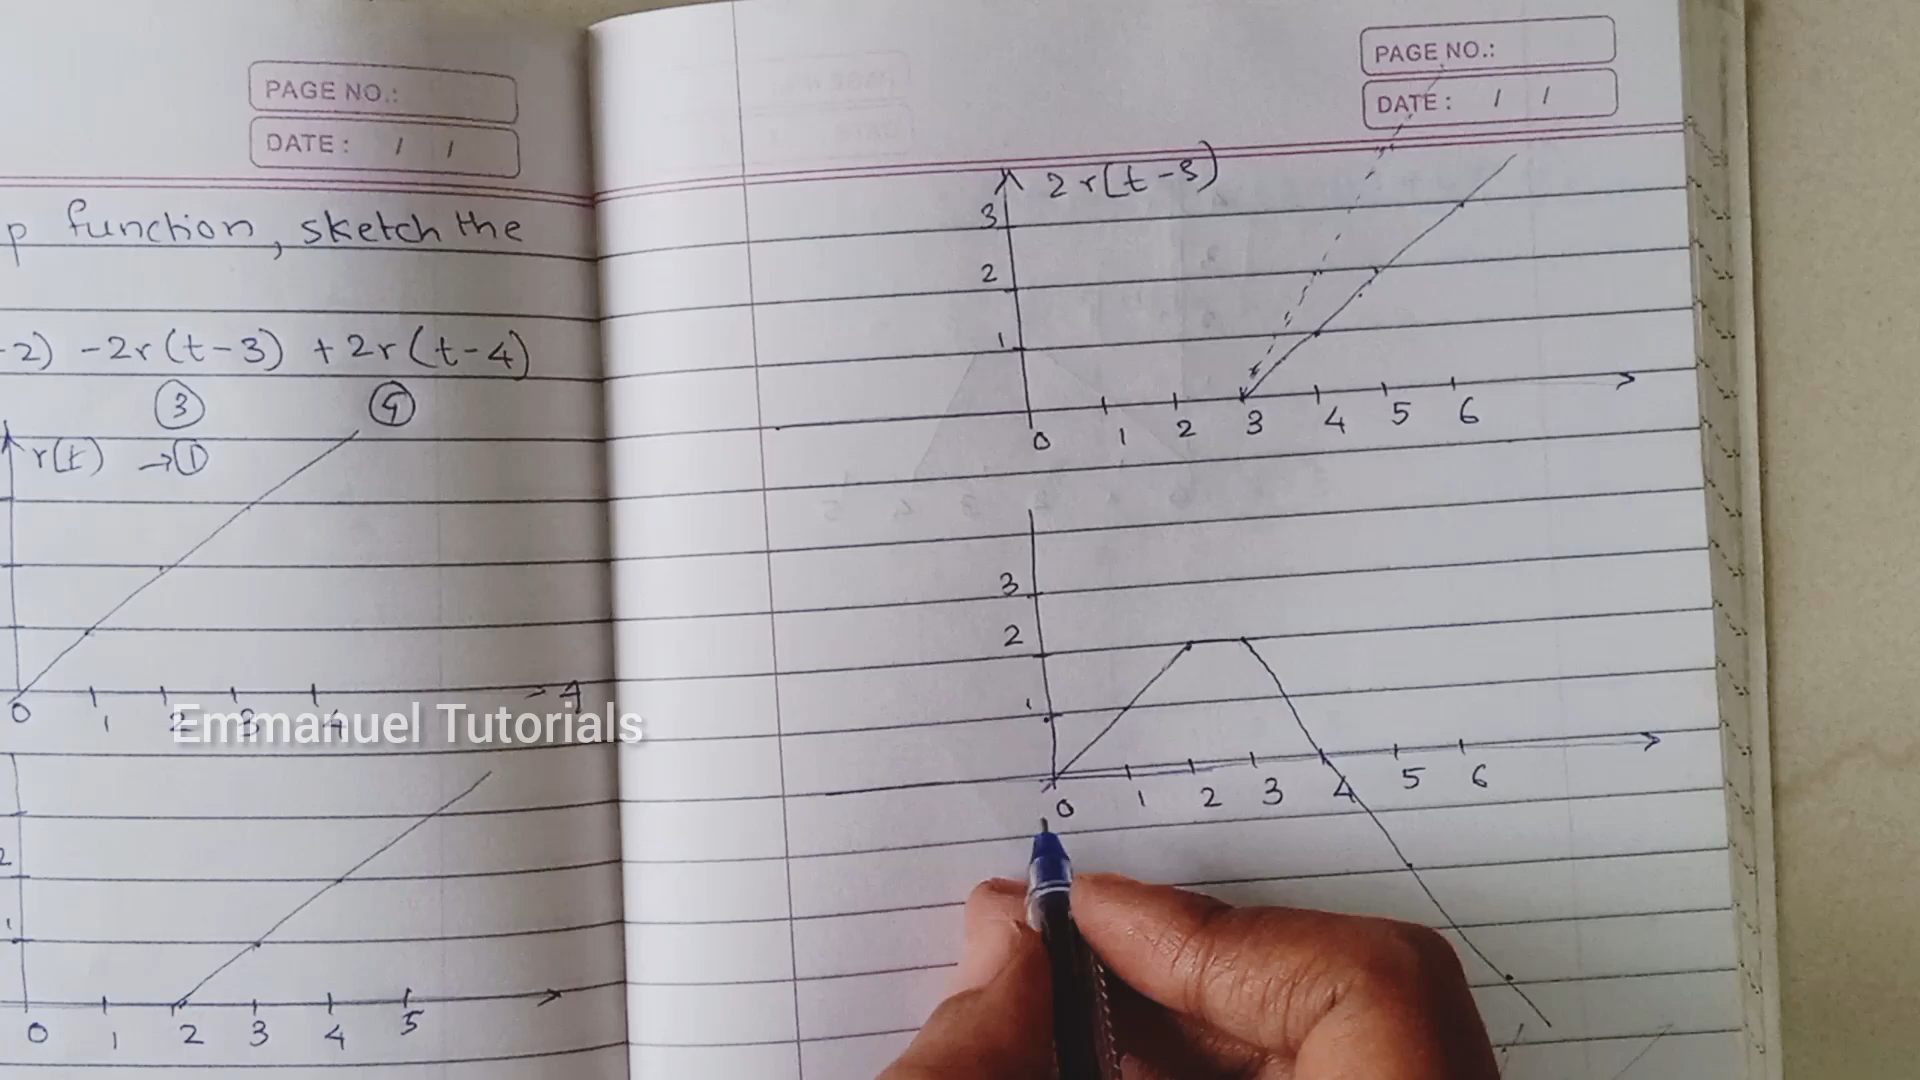 PAGE NO.:
DATE : / /
p function, sketch the
-2) -2r(t-3) +2r(t-4)
3 4
r(t) → 1
0 1 2 3 4
Emmanuel Tutorials
2
1
0 1 2 3 4 5
PAGE NO.:
DATE : / /
2r(t-3)
3
2
1
0 1 2 3 4 5 6
3
2
1
0 1 2 3 4 5 6